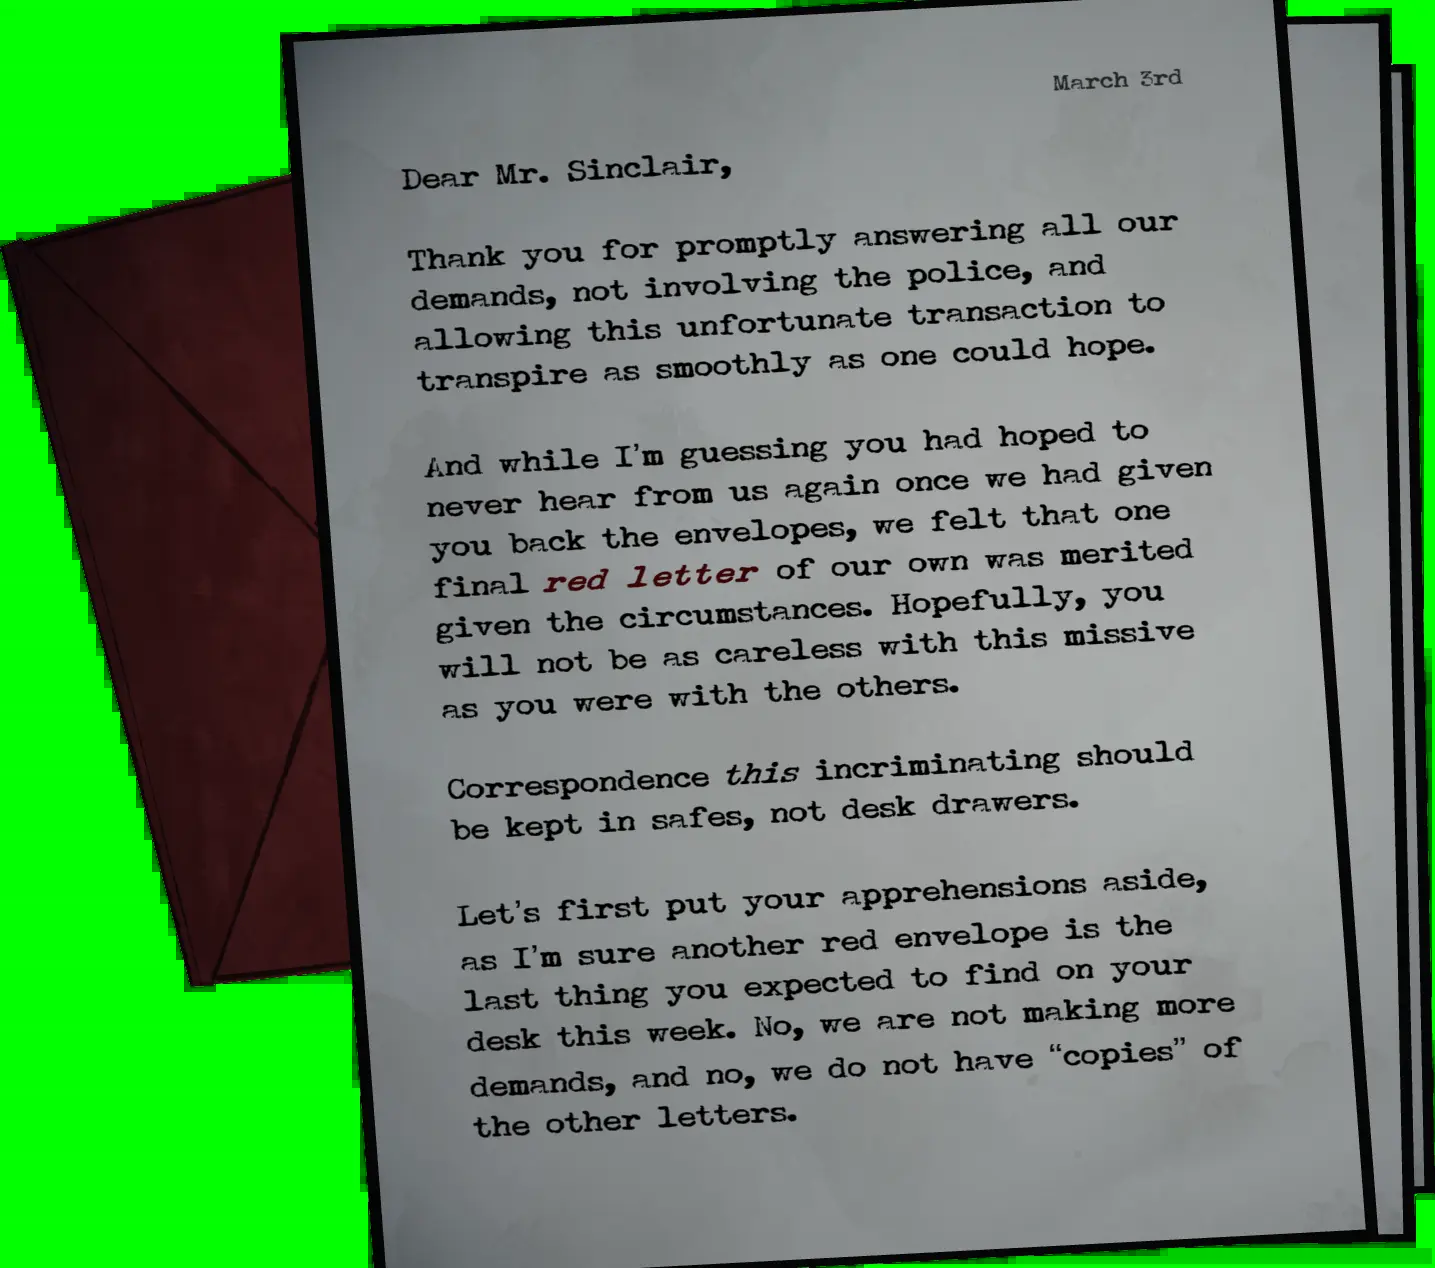 March 3rd
Dear Mr. Sinclair,
Thank you for promptly answering all our
demands, not involving the police, and
allowing this unfortunate transaction to
transpire as smoothly as one could hope.
And while I'm guessing you had hoped to
never hear from us again once we had given
you back the envelopes, we felt that one
final red letter of our own was merited
given the circumstances. Hopefully, you
will not be as careless with this missive
as you were with the others.
Correspondence this incriminating should
be kept in safes, not desk drawers.
Let's first put your apprehensions aside,
as I'm sure another red envelope is the
last thing you expected to find on your
desk this week. No, we are not making more
demands, and no, we do not have “copies” of
the other letters.